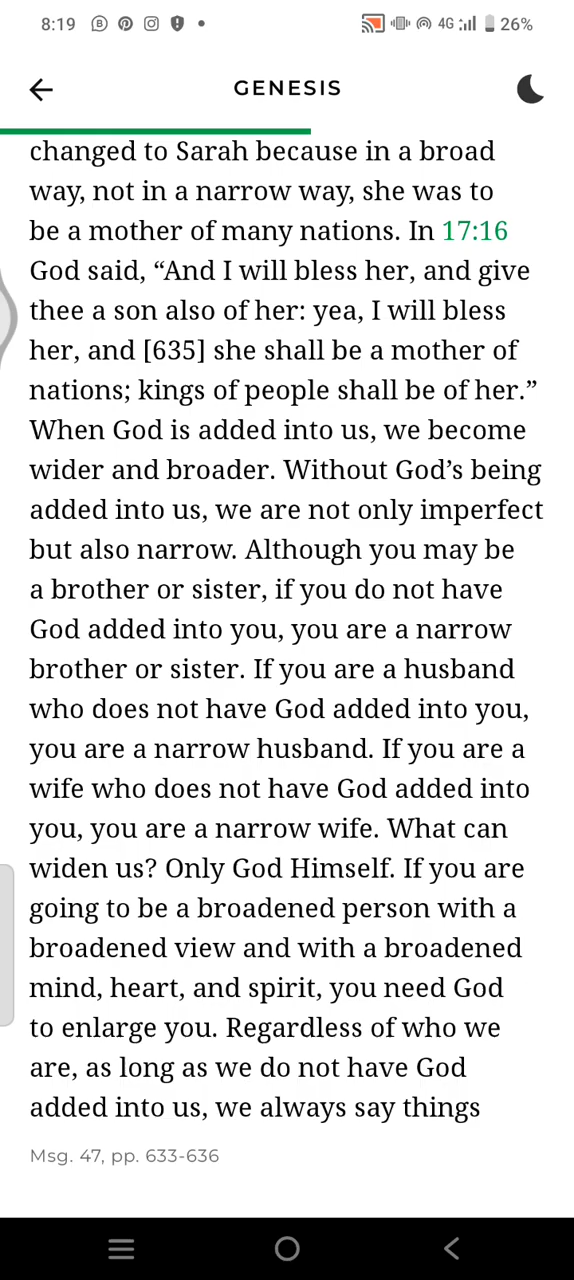 8:19
4G 26%
GENESIS
changed to Sarah because in a broad
way, not in a narrow way, she was to
be a mother of many nations. In 17:16
God said, “And I will bless her, and give
thee a son also of her: yea, I will bless
her, and [635] she shall be a mother of
nations; kings of people shall be of her.”
When God is added into us, we become
wider and broader. Without God’s being
added into us, we are not only imperfect
but also narrow. Although you may be
a brother or sister, if you do not have
God added into you, you are a narrow
brother or sister. If you are a husband
who does not have God added into you,
you are a narrow husband. If you are a
wife who does not have God added into
you, you are a narrow wife. What can
widen us? Only God Himself. If you are
going to be a broadened person with a
broadened view and with a broadened
mind, heart, and spirit, you need God
to enlarge you. Regardless of who we
are, as long as we do not have God
added into us, we always say things
Msg. 47, pp. 633-636